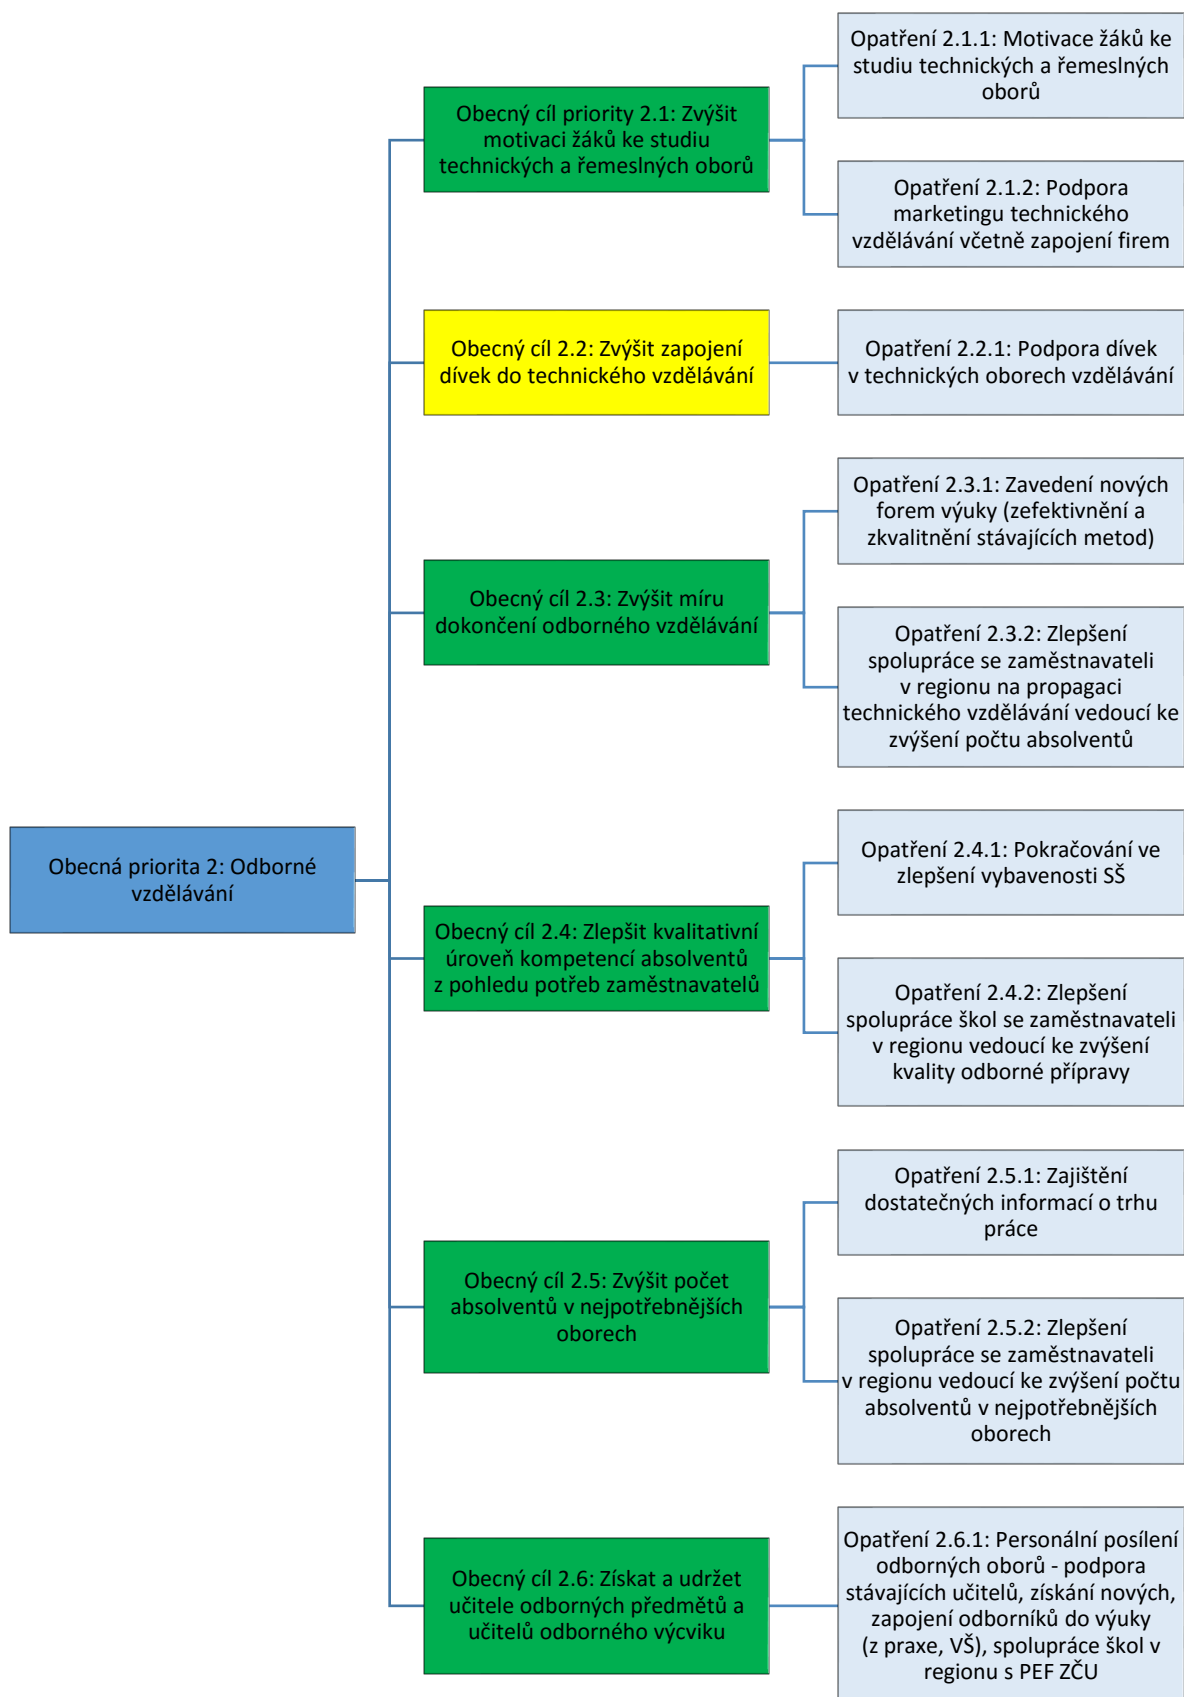 Obecná priorita 2: Odborné
vzdělávání
Obecný cíl priority 2.1: Zvýšit
motivaci žáků ke studiu
technických a řemeslných oborů
Opatření 2.1.1: Motivace žáků ke
studiu technických a řemeslných
oborů
Opatření 2.1.2: Podpora
marketingu technického
vzdělávání včetně zapojení firem
Obecný cíl 2.2: Zvýšit zapojení
dívek do technického vzdělávání
Opatření 2.2.1: Podpora dívek
v technických oborech vzdělávání
Obecný cíl 2.3: Zvýšit míru
dokončení odborného vzdělávání
Opatření 2.3.1: Zavedení nových
forem výuky (zefektivnění a
zkvalitnění stávajících metod)
Opatření 2.3.2: Zlepšení
spolupráce se zaměstnavateli
v regionu na propagaci
technického vzdělávání vedoucí ke
zvýšení počtu absolventů
Obecný cíl 2.4: Zlepšit kvalitativní
úroveň kompetencí absolventů
z pohledu potřeb zaměstnavatelů
Opatření 2.4.1: Pokračování ve
zlepšení vybavenosti SŠ
Opatření 2.4.2: Zlepšení
spolupráce škol se zaměstnavateli
v regionu vedoucí ke zvýšení
kvality odborné přípravy
Obecný cíl 2.5: Zvýšit počet
absolventů v nejpotřebnějších
oborech
Opatření 2.5.1: Zajištění
dostatečných informací o trhu
práce
Opatření 2.5.2: Zlepšení
spolupráce se zaměstnavateli
v regionu vedoucí ke zvýšení počtu
absolventů v nejpotřebnějších
oborech
Obecný cíl 2.6: Získat a udržet
učitele odborných předmětů a
učitelů odborného výcviku
Opatření 2.6.1: Personální posílení
odborných oborů - podpora
stávajících učitelů, získání nových,
zapojení odborníků do výuky
(z praxe, VŠ), spolupráce škol v
regionu s PEF ZČU